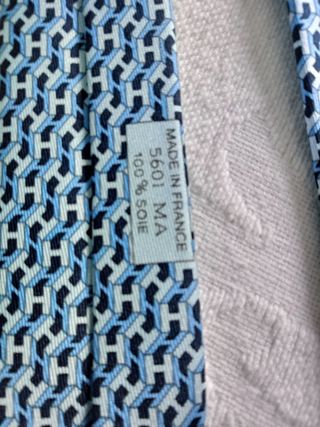 MADE IN FRANCE
5601 MA
100% SOIE